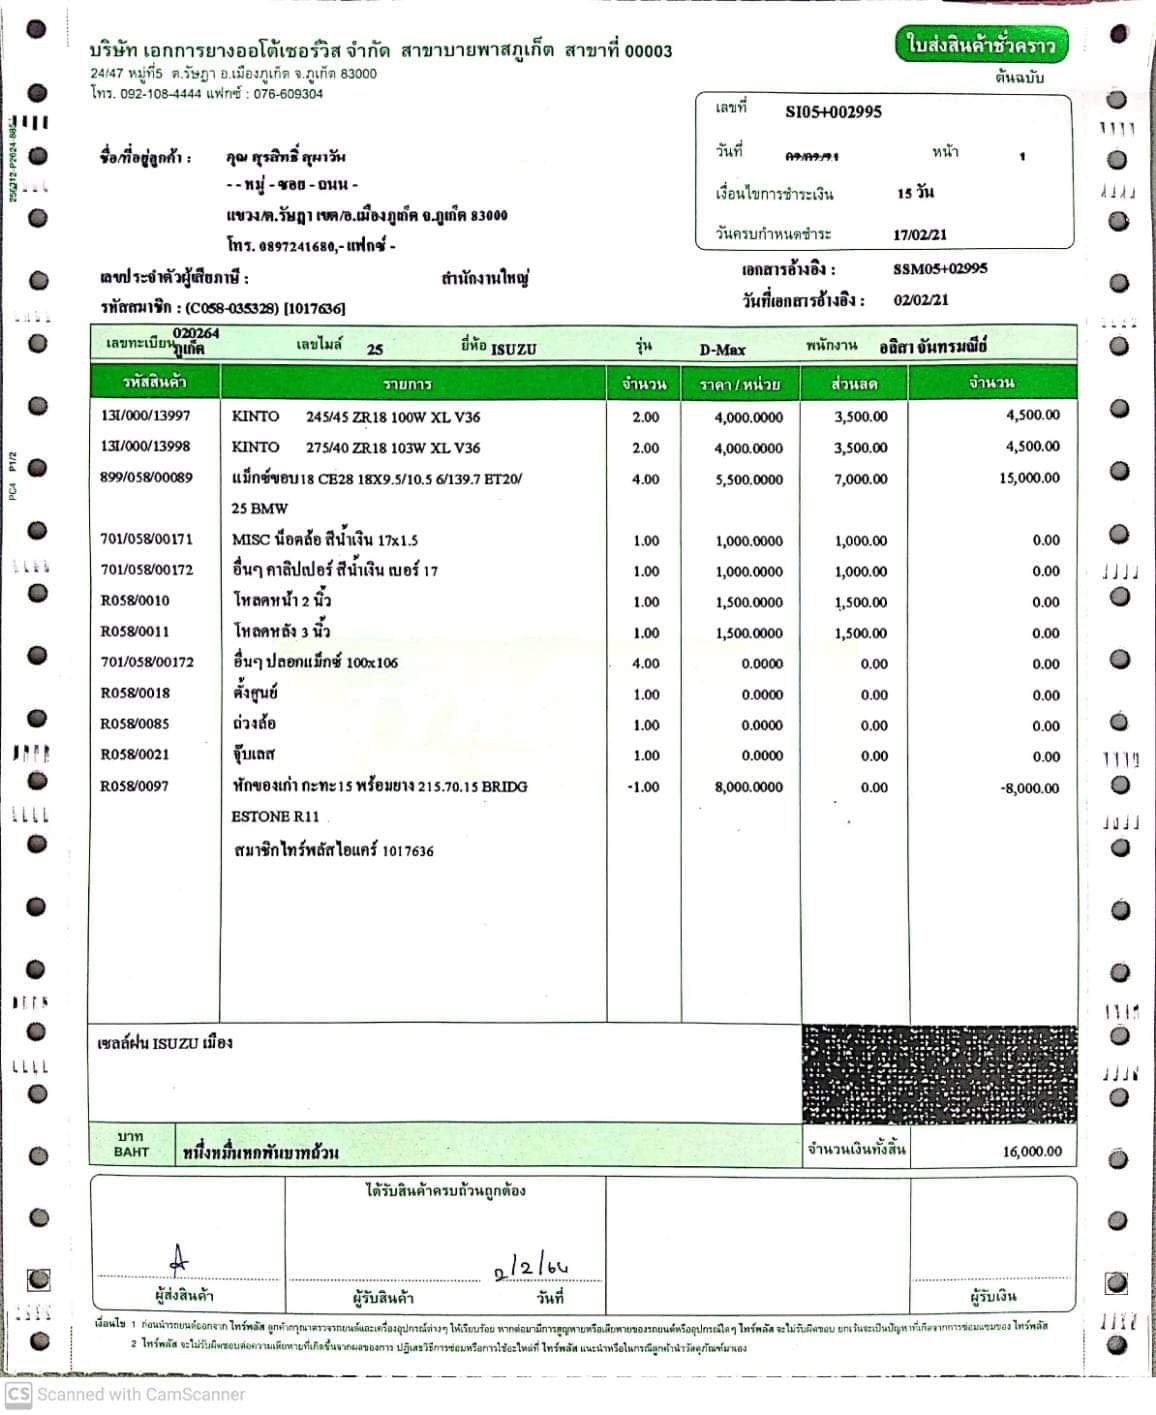 บริษัท เอกการยางออโต้เซอร์วิส จำกัด สาขาบายพาสภูเก็ต สาขาที่ 00003
24/47 หมู่ที่5 ต.รัษฎา อ.เมืองภูเก็ต จ.ภูเก็ต 83000
โทร. 092-108-4444 แฟกซ์ : 076-609304
ใบส่งสินค้าชั่วคราว
ต้นฉบับ
เลขที่ SI05+002995
วันที่ 02/02/21 หน้า 1
เงื่อนไขการชำระเงิน 15 วัน
วันครบกำหนดชำระ 17/02/21
ชื่อ/ที่อยู่ลูกค้า : คุณ สุรสิทธิ์ สุมาวัน
- - หมู่ - ซอย - ถนน -
แขวง/ต.รัษฎา เขต/อ.เมืองภูเก็ต จ.ภูเก็ต 83000
โทร. 0897241680,- แฟกซ์ -
เลขประจำตัวผู้เสียภาษี : สำนักงานใหญ่
รหัสสมาชิก : (C058-035328) [1017636]
เอกสารอ้างอิง : SSM05+02995
วันที่เอกสารอ้างอิง : 02/02/21
เลขทะเบียน 020264 ภูเก็ต เลขไมล์ 25 ยี่ห้อ ISUZU รุ่น D-Max พนักงาน อลิสา จันทรมณีย์
รหัสสินค้า รายการ จำนวน ราคา / หน่วย ส่วนลด จำนวน
13I/000/13997 KINTO 245/45 ZR18 100W XL V36 2.00 4,000.0000 3,500.00 4,500.00
13I/000/13998 KINTO 275/40 ZR18 103W XL V36 2.00 4,000.0000 3,500.00 4,500.00
899/058/00089 แม็กซ์ขอบ18 CE28 18X9.5/10.5 6/139.7 ET20/ 4.00 5,500.0000 7,000.00 15,000.00
25 BMW
701/058/00171 MISC น็อตล้อ สีน้ำเงิน 17x1.5 1.00 1,000.0000 1,000.00 0.00
701/058/00172 อื่นๆ คาลิปเปอร์ สีน้ำเงิน เบอร์ 17 1.00 1,000.0000 1,000.00 0.00
R058/0010 โหลดหน้า 2 นิ้ว 1.00 1,500.0000 1,500.00 0.00
R058/0011 โหลดหลัง 3 นิ้ว 1.00 1,500.0000 1,500.00 0.00
701/058/00172 อื่นๆ ปลอกแม็กซ์ 100x106 4.00 0.0000 0.00 0.00
R058/0018 ตั้งศูนย์ 1.00 0.0000 0.00 0.00
R058/0085 ถ่วงล้อ 1.00 0.0000 0.00 0.00
R058/0021 จุ๊บเลส 1.00 0.0000 0.00 0.00
R058/0097 หักของเก่า กะทะ15 พร้อมยาง 215.70.15 BRIDG -1.00 8,000.0000 0.00 -8,000.00
ESTONE R11
สมาชิกไทร์พลัสไอแคร์ 1017636
เซลล์ฝน ISUZU เมือง
บาท
BAHT หนึ่งหมื่นหกพันบาทถ้วน จำนวนเงินทั้งสิ้น 16,000.00
ได้รับสินค้าครบถ้วนถูกต้อง
2/2/64
ผู้ส่งสินค้า ผู้รับสินค้า วันที่ ผู้รับเงิน
เงื่อนไข 1 ก่อนนำรถยนต์ออกจาก ไทร์พลัส ลูกค้ากรุณาตรวจรถยนต์และเครื่องอุปกรณ์ต่างๆ ให้เรียบร้อย หากต่อมามีการสูญหายหรือเสียหายของรถยนต์หรืออุปกรณ์ใดๆ ไทร์พลัส จะไม่รับผิดชอบ ยกเว้นจะเป็นปัญหาที่เกิดจากการซ่อมแซมของ ไทร์พลัส
2 ไทร์พลัส จะไม่รับผิดชอบต่อความเสียหายที่เกิดขึ้นจากผลของการ ปฏิเสธวิธีการซ่อมหรือการใช้อะไหล่ที่ ไทร์พลัส แนะนำหรือในกรณีลูกค้านำวัสดุภัณฑ์มาเอง
PC4 P1/2
CS Scanned with CamScanner